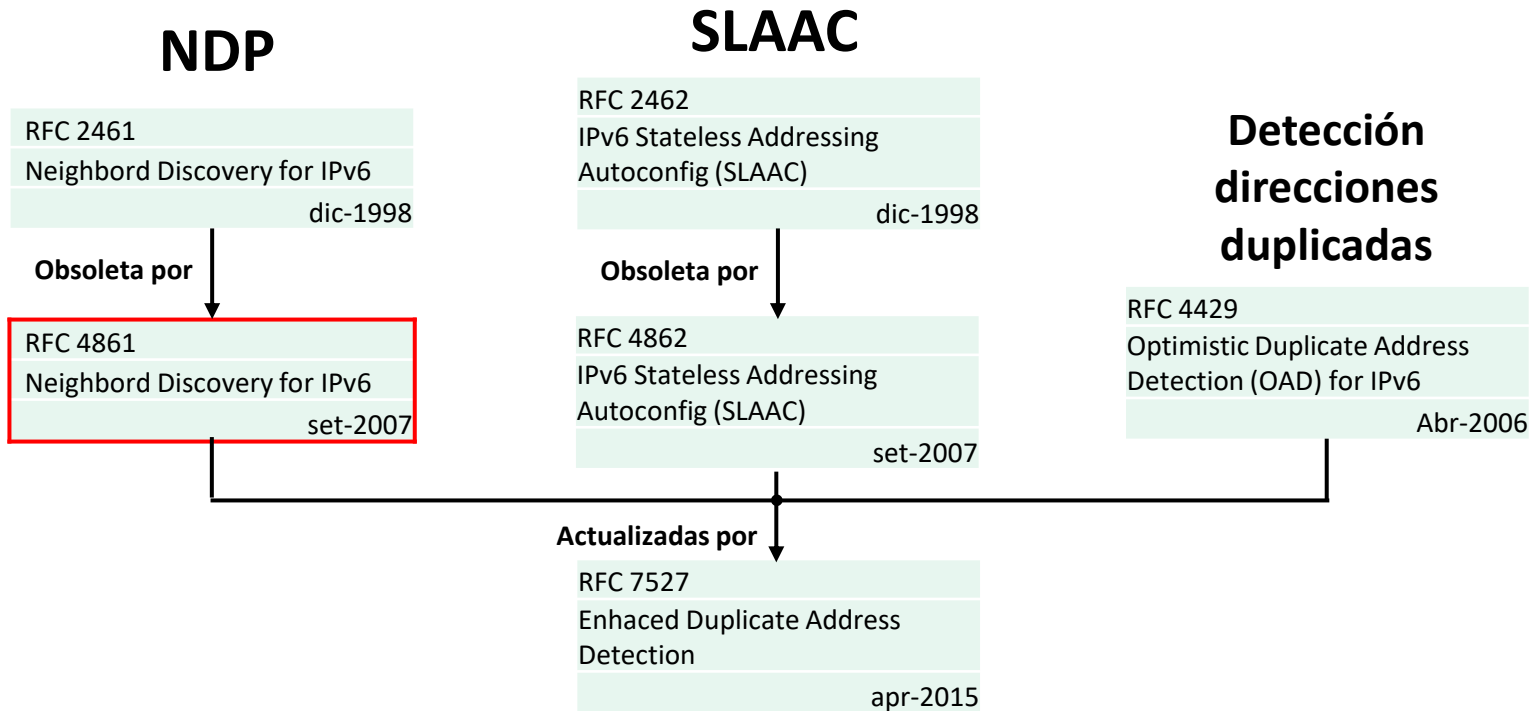 NDP
RFC 2461
Neighbord Discovery for IPv6
dic-1998
Obsoleta por
RFC 4861
Neighbord Discovery for IPv6
set-2007
SLAAC
RFC 2462
IPv6 Stateless Addressing
Autoconfig (SLAAC)
dic-1998
Obsoleta por
RFC 4862
IPv6 Stateless Addressing
Autoconfig (SLAAC)
set-2007
Detección
direcciones
duplicadas
RFC 4429
Optimistic Duplicate Address
Detection (OAD) for IPv6
Abr-2006
Actualizadas por
RFC 7527
Enhaced Duplicate Address
Detection
apr-2015